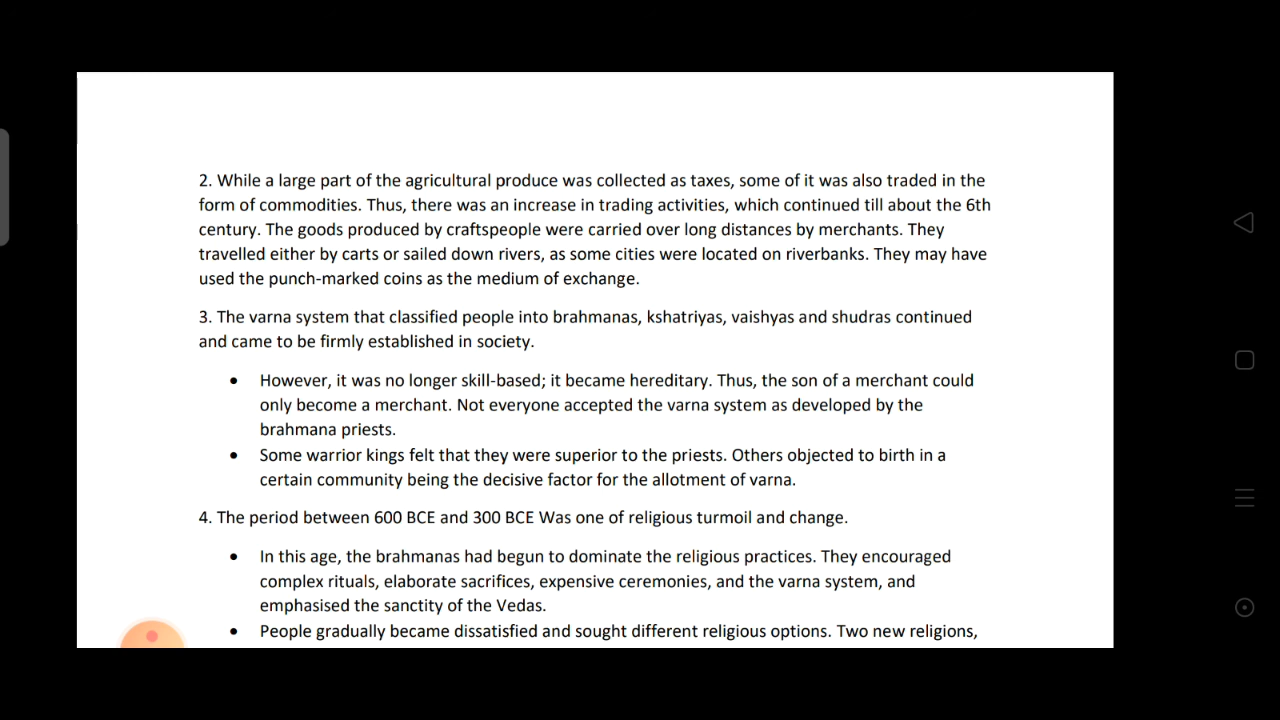 2. While a large part of the agricultural produce was collected as taxes, some of it was also traded in the
form of commodities. Thus, there was an increase in trading activities, which continued till about the 6th
century. The goods produced by craftspeople were carried over long distances by merchants. They
travelled either by carts or sailed down rivers, as some cities were located on riverbanks. They may have
used the punch-marked coins as the medium of exchange.
3. The varna system that classified people into brahmanas, kshatriyas, vaishyas and shudras continued
and came to be firmly established in society.
• However, it was no longer skill-based; it became hereditary. Thus, the son of a merchant could
only become a merchant. Not everyone accepted the varna system as developed by the
brahmana priests.
• Some warrior kings felt that they were superior to the priests. Others objected to birth in a
certain community being the decisive factor for the allotment of varna.
4. The period between 600 BCE and 300 BCE Was one of religious turmoil and change.
• In this age, the brahmanas had begun to dominate the religious practices. They encouraged
complex rituals, elaborate sacrifices, expensive ceremonies, and the varna system, and
emphasised the sanctity of the Vedas.
• People gradually became dissatisfied and sought different religious options. Two new religions,